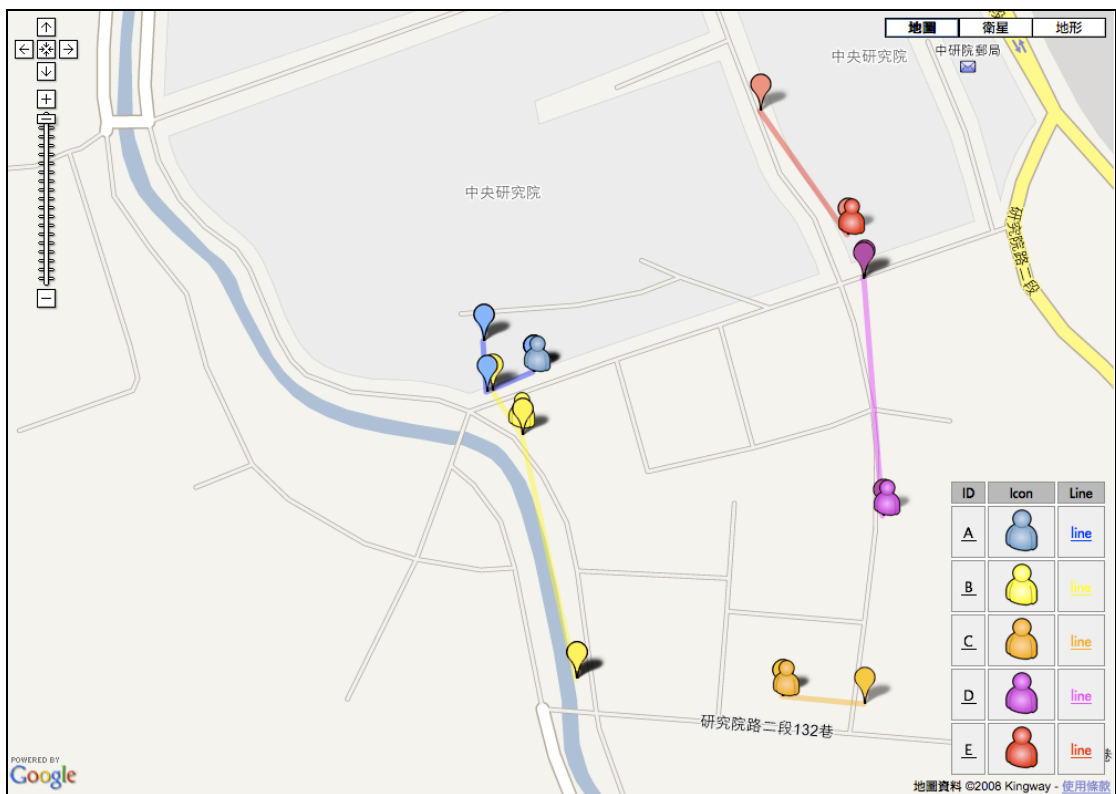 地圖 衛星 地形
中研院郵局
中央研究院
中央研究院
研究院路二段
ID Icon Line
A line
B line
C line
D line
E line
研究院路二段132巷
巷
POWERED BY
Google
地圖資料 ©2008 Kingway - 使用條款